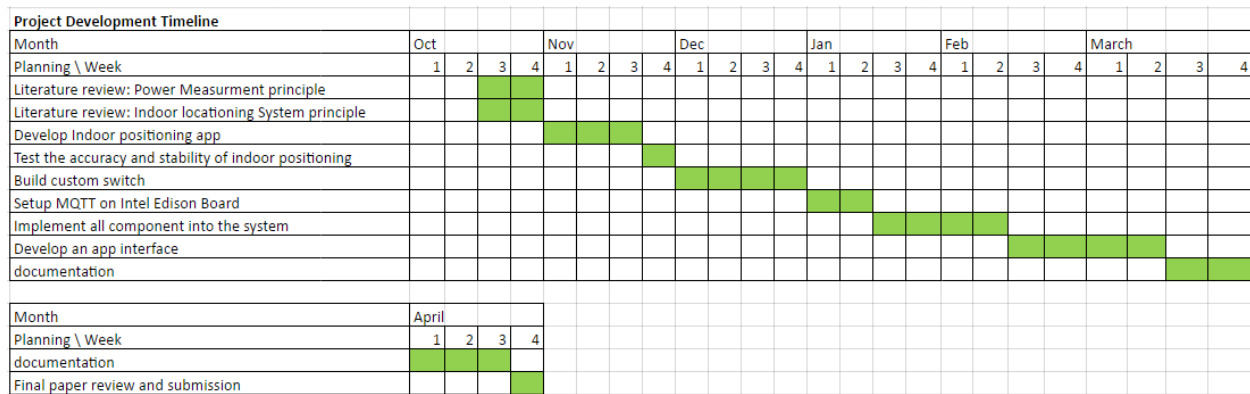 Project Development Timeline
Month Oct Nov Dec Jan Feb March
Planning \ Week 1 2 3 4 1 2 3 4 1 2 3 4 1 2 3 4 1 2 3 4 1 2 3 4
Literature review: Power Measurment principle
Literature review: Indoor locationing System principle
Develop Indoor positioning app
Test the accuracy and stability of indoor positioning
Build custom switch
Setup MQTT on Intel Edison Board
Implement all component into the system
Develop an app interface
documentation
Month April
Planning \ Week 1 2 3 4
documentation
Final paper review and submission